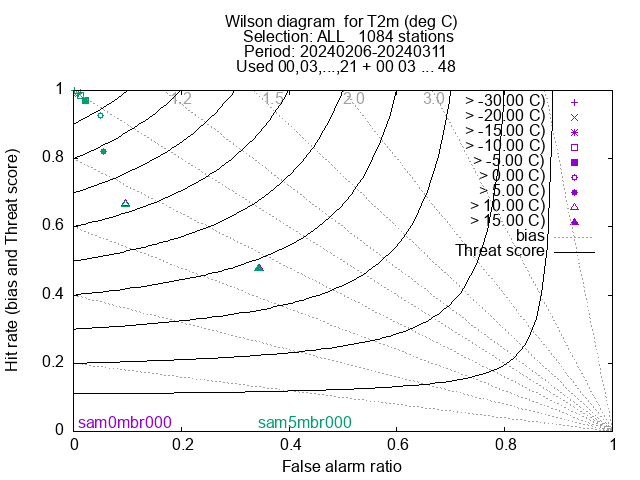 Wilson diagram  for T2m (deg C)
Selection: ALL   1084 stations
Period: 20240206-20240311
Used 00,03,...,21 + 00 03 ... 48
1.2 1.5 2.0 3.0
> -30.00 C)
> -20.00 C)
> -15.00 C)
> -10.00 C)
> -5.00 C)
> 0.00 C)
> 5.00 C)
> 10.00 C)
> 15.00 C)
bias
Threat score
Hit rate (bias and Threat score)
1
0.8
0.6
0.4
0.2
0
sam0mbr000 sam5mbr000
0 0.2 0.4 0.6 0.8 1
False alarm ratio